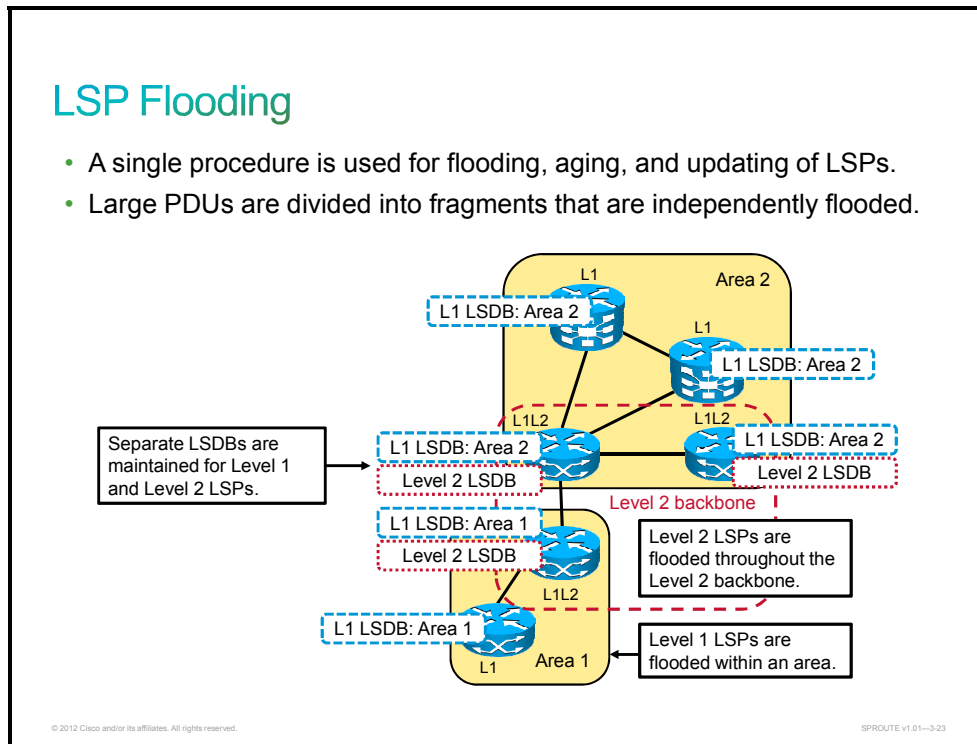 LSP Flooding
• A single procedure is used for flooding, aging, and updating of LSPs.
• Large PDUs are divided into fragments that are independently flooded.
L1
Area 2
L1 LSDB: Area 2
L1
L1 LSDB: Area 2
L1L2
L1L2
L1 LSDB: Area 2
L1 LSDB: Area 2
Separate LSDBs are
maintained for Level 1
and Level 2 LSPs.
Level 2 LSDB
Level 2 LSDB
Level 2 backbone
L1 LSDB: Area 1
Level 2 LSDB
Level 2 LSPs are
flooded throughout the
Level 2 backbone.
L1L2
L1 LSDB: Area 1
L1
Area 1
Level 1 LSPs are
flooded within an area.
© 2012 Cisco and/or its affiliates. All rights reserved.
SPROUTE v1.01—3-23